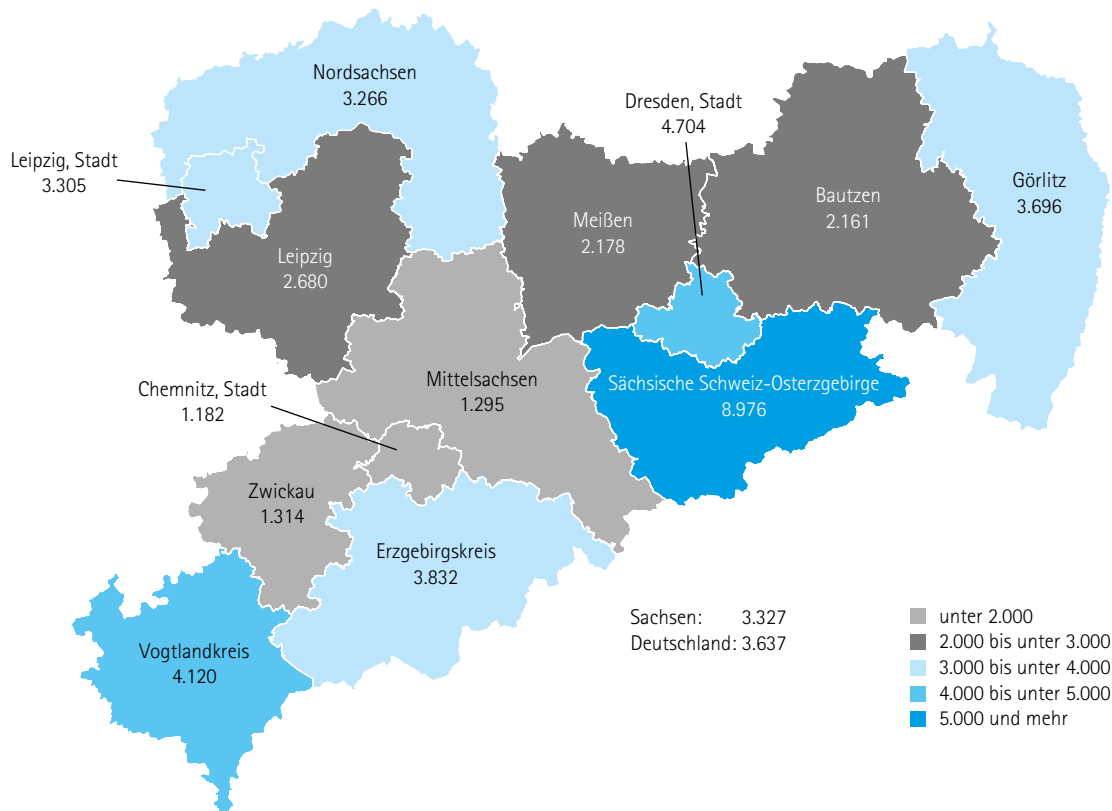 Nordsachsen
3.266
Dresden, Stadt
4.704
Leipzig, Stadt
3.305
Görlitz
3.696
Bautzen
2.161
Meißen
2.178
Leipzig
2.680
Mittelsachsen
1.295
Sächsische Schweiz-Osterzgebirge
8.976
Chemnitz, Stadt
1.182
Zwickau
1.314
Erzgebirgskreis
3.832
Vogtlandkreis
4.120
Sachsen: 3.327
Deutschland: 3.637
unter 2.000
2.000 bis unter 3.000
3.000 bis unter 4.000
4.000 bis unter 5.000
5.000 und mehr